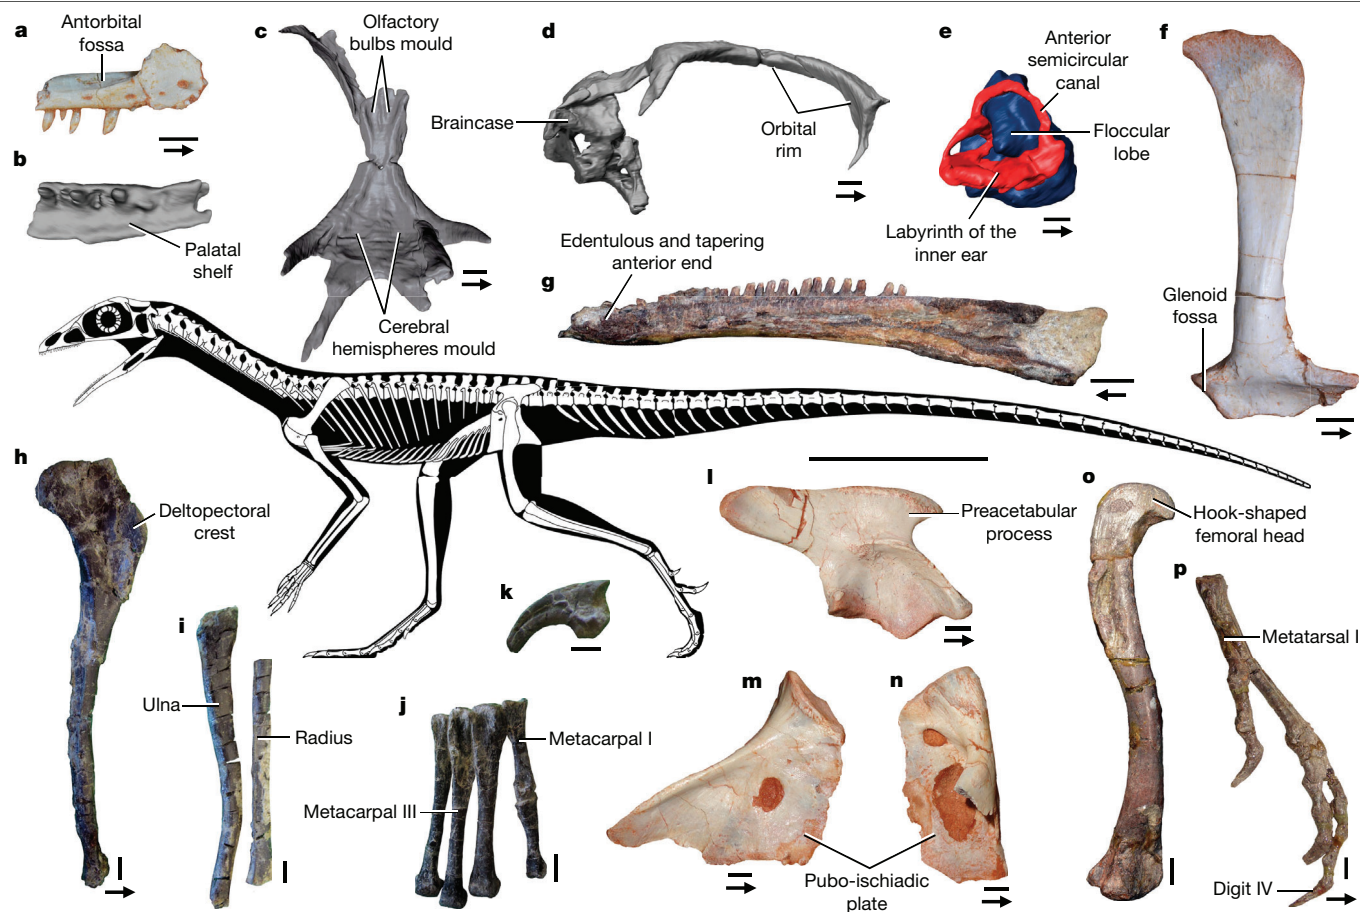 a
Antorbital
fossa
b
Palatal
shelf
c
Olfactory
bulbs mould
Cerebral
hemispheres mould
d
Braincase
Orbital
rim
e
Anterior
semicircular
canal
Floccular
lobe
Labyrinth of the
inner ear
f
Glenoid
fossa
g
Edentulous and tapering
anterior end
h
Deltopectoral
crest
i
Ulna
Radius
j
Metacarpal I
Metacarpal III
k
l
Preacetabular
process
m
n
Pubo-ischiadic
plate
o
Hook-shaped
femoral head
p
Metatarsal I
Digit IV